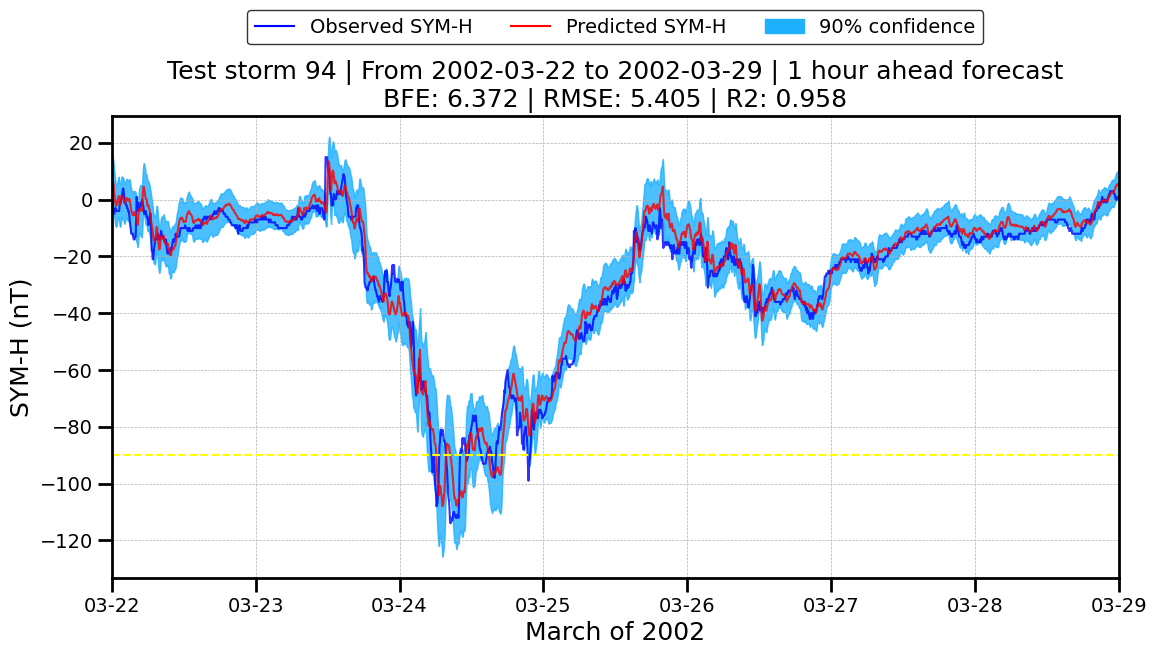 Observed SYM-H Predicted SYM-H 90% confidence
Test storm 94 | From 2002-03-22 to 2002-03-29 | 1 hour ahead forecast
BFE: 6.372 | RMSE: 5.405 | R2: 0.958
SYM-H (nT)
20
0
−20
−40
−60
−80
−100
−120
03-22 03-23 03-24 03-25 03-26 03-27 03-28 03-29
March of 2002